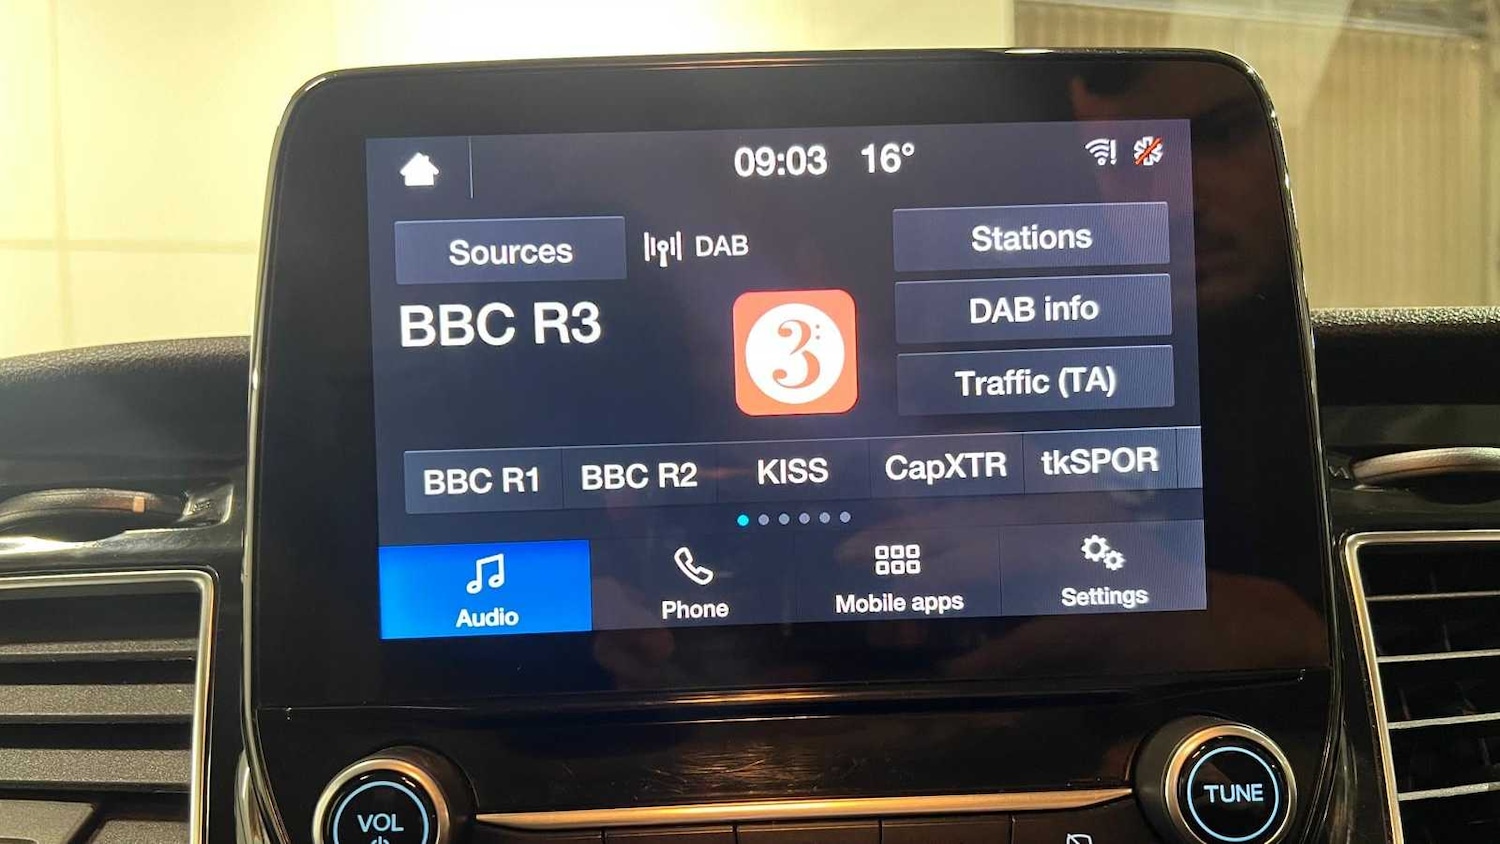 09:03 16°
Sources
DAB
Stations
BBC R3
3:
DAB info
Traffic (TA)
BBC R1
BBC R2
KISS
CapXTR
tkSPOR
Audio
Phone
Mobile apps
Settings
VOL
TUNE